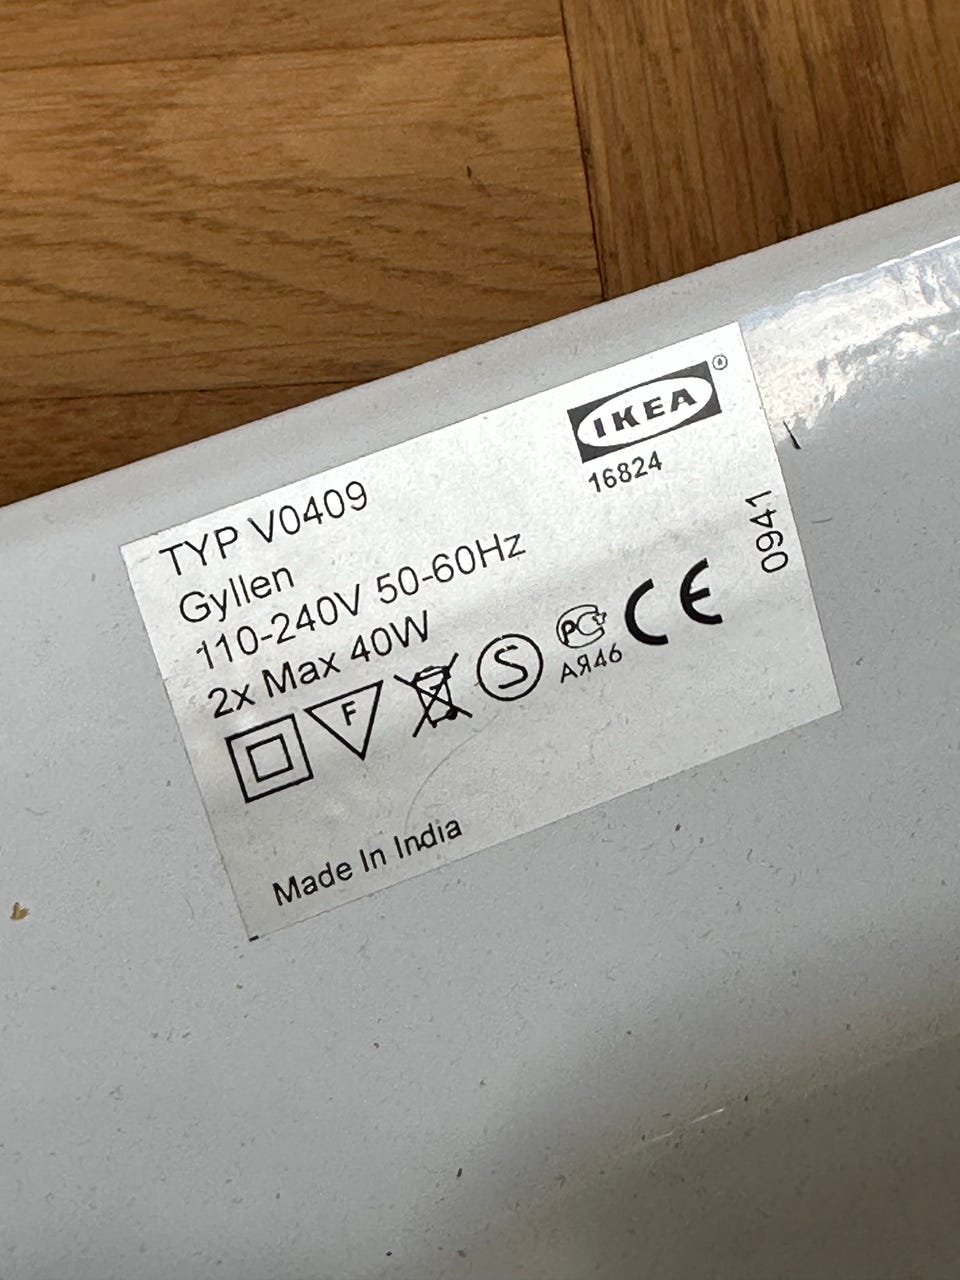 IKEA®
16824
TYP V0409
Gyllen
110-240V 50-60Hz
2x Max 40W
F S PC CE
АЯ46
0941
Made In India